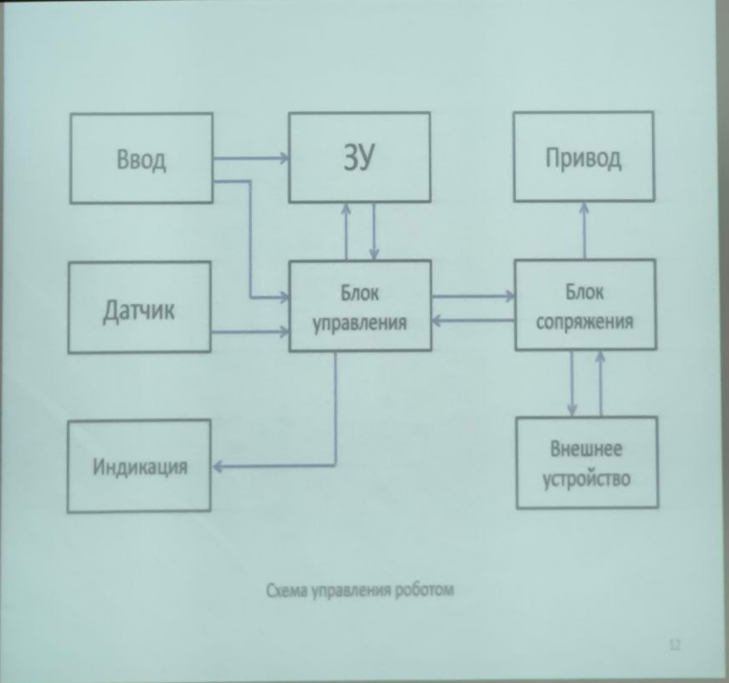 Ввод
ЗУ
Привод
Датчик
Блок
управления
Блок
сопряжения
Индикация
Внешнее
устройство
Схема управления роботом
12